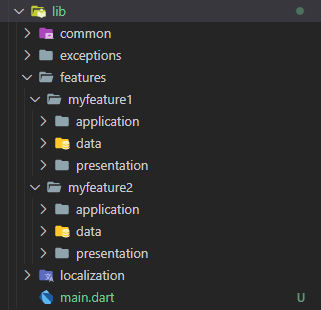 lib
common
exceptions
features
myfeature1
application
data
presentation
myfeature2
application
data
presentation
localization
main.dart U